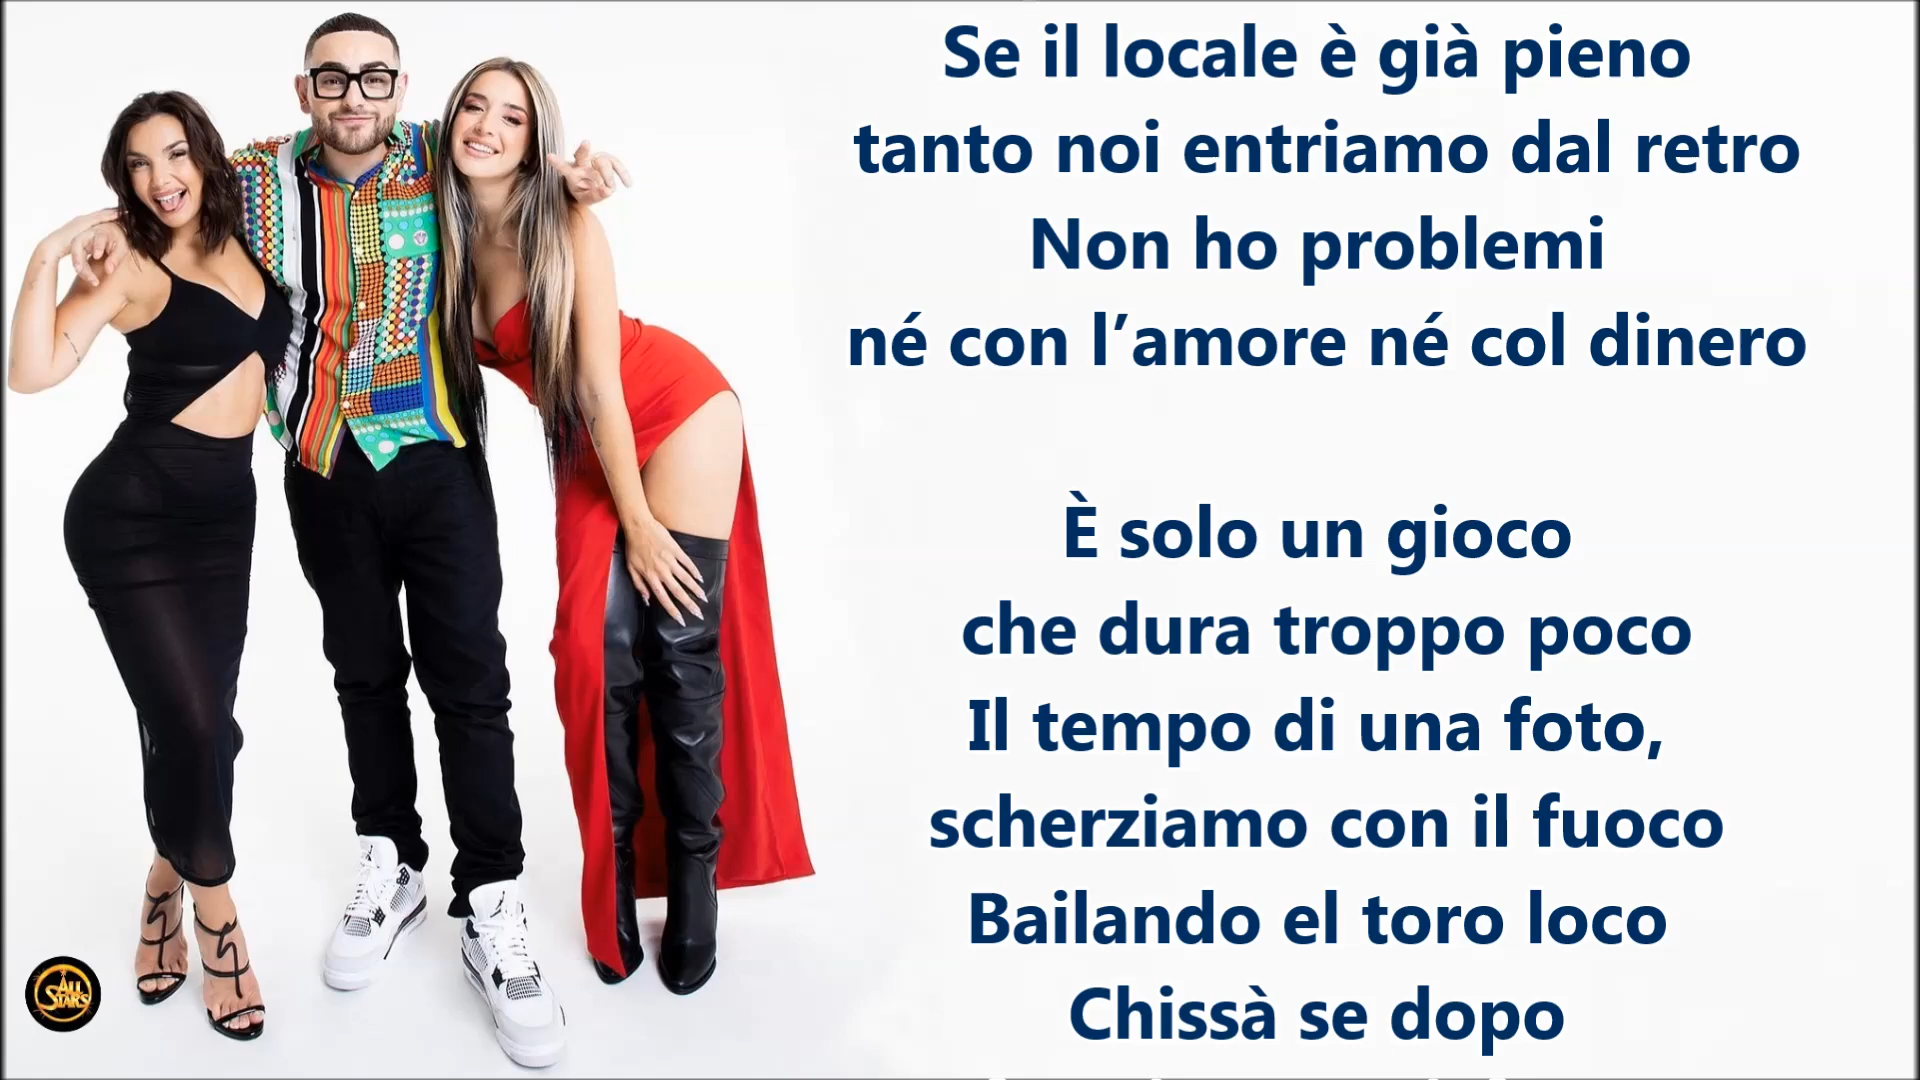 Se il locale è già pieno
tanto noi entriamo dal retro
Non ho problemi
né con l’amore né col dinero
È solo un gioco
che dura troppo poco
Il tempo di una foto,
scherziamo con il fuoco
Bailando el toro loco
Chissà se dopo
ALL
STARS